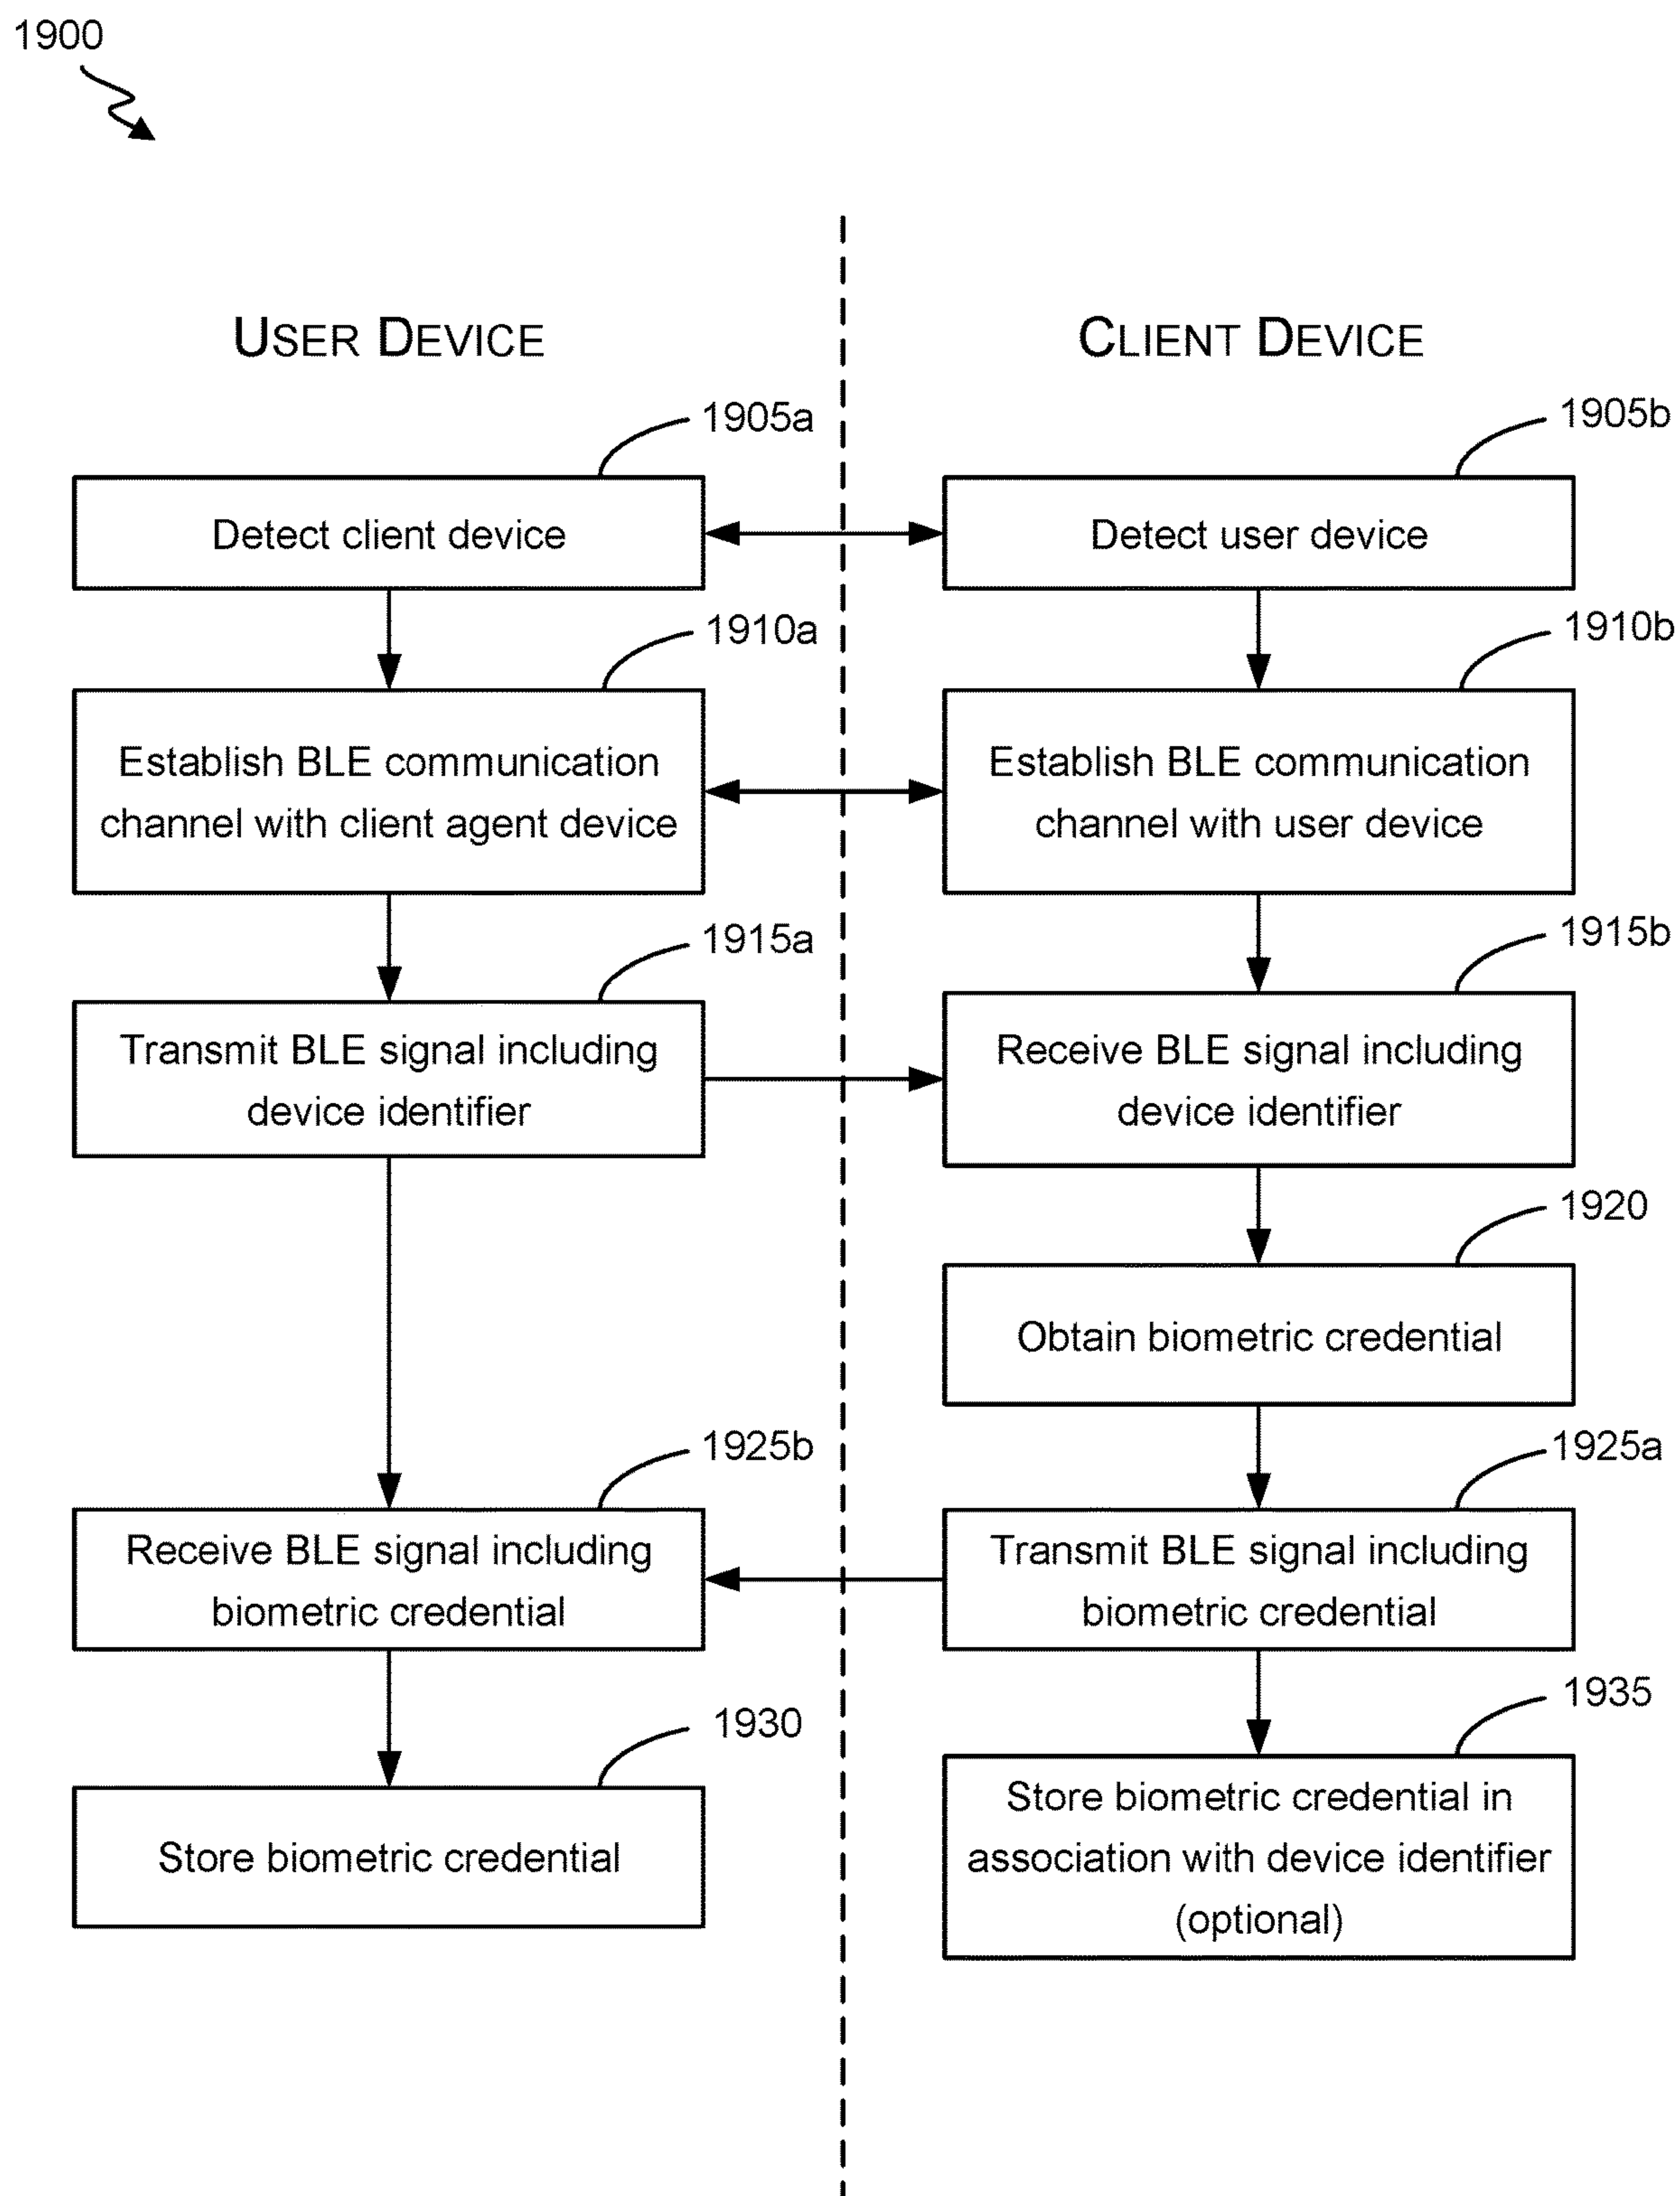 1900
USER DEVICE
CLIENT DEVICE
1905a
1905b
Detect client device
Detect user device
1910a
1910b
Establish BLE communication
channel with client agent device
Establish BLE communication
channel with user device
1915a
1915b
Transmit BLE signal including
device identifier
Receive BLE signal including
device identifier
1920
Obtain biometric credential
1925b
1925a
Receive BLE signal including
biometric credential
Transmit BLE signal including
biometric credential
1930
1935
Store biometric credential
Store biometric credential in
association with device identifier
(optional)